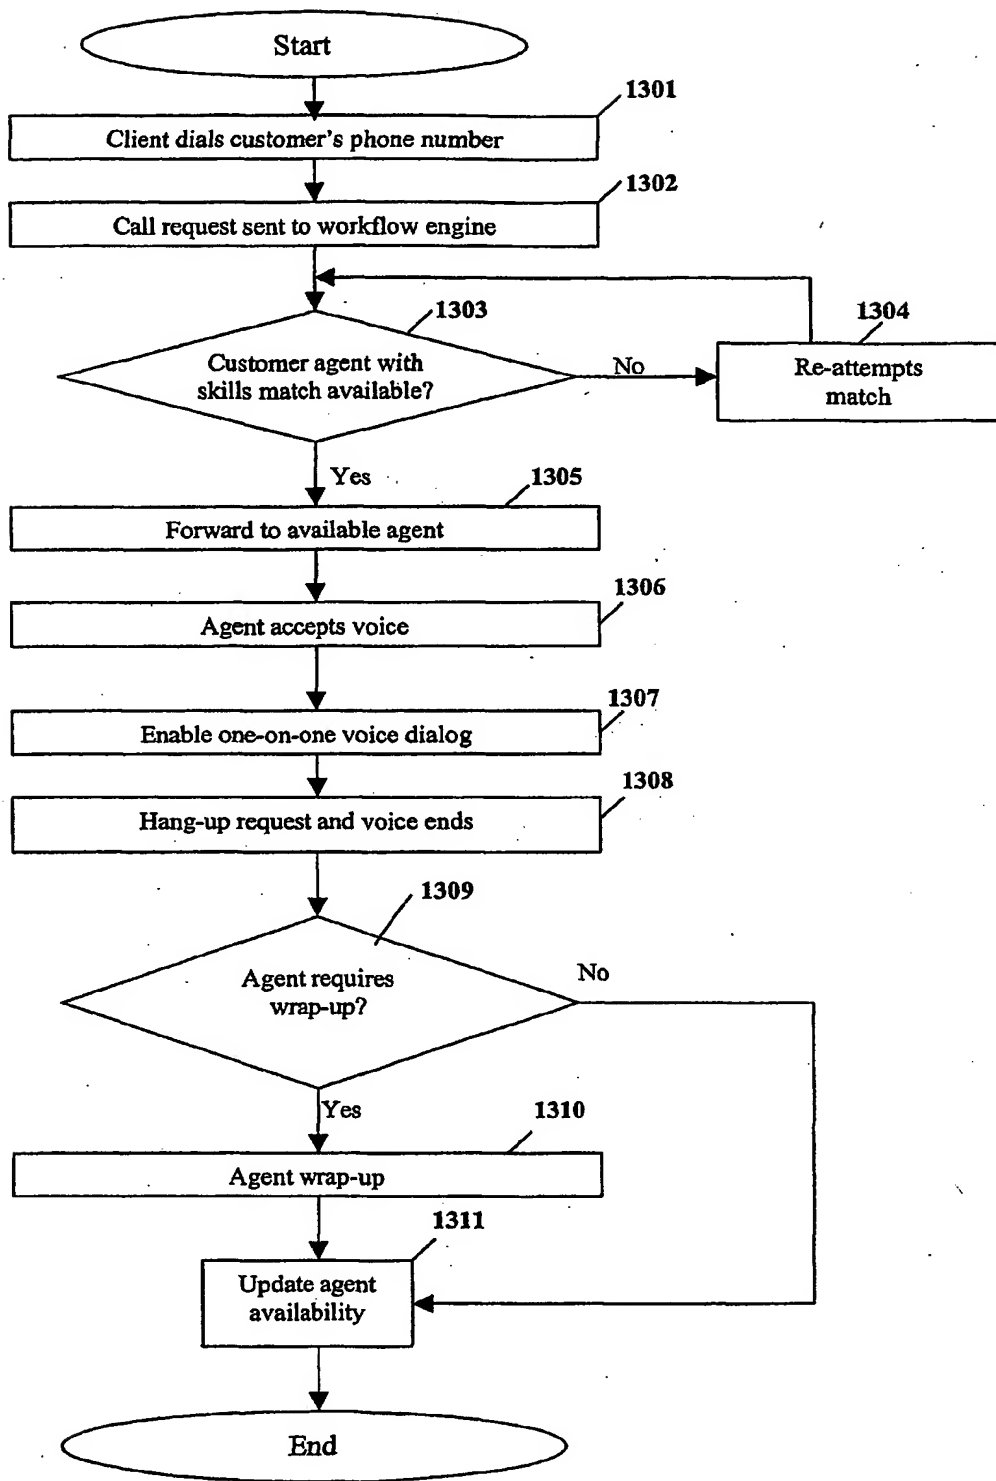 Start
1301
Client dials customer's phone number
1302
Call request sent to workflow engine
1303
Customer agent with
skills match available?
No
1304
Re-attempts
match
Yes
1305
Forward to available agent
1306
Agent accepts voice
1307
Enable one-on-one voice dialog
1308
Hang-up request and voice ends
1309
Agent requires
wrap-up?
No
Yes
1310
Agent wrap-up
1311
Update agent
availability
End